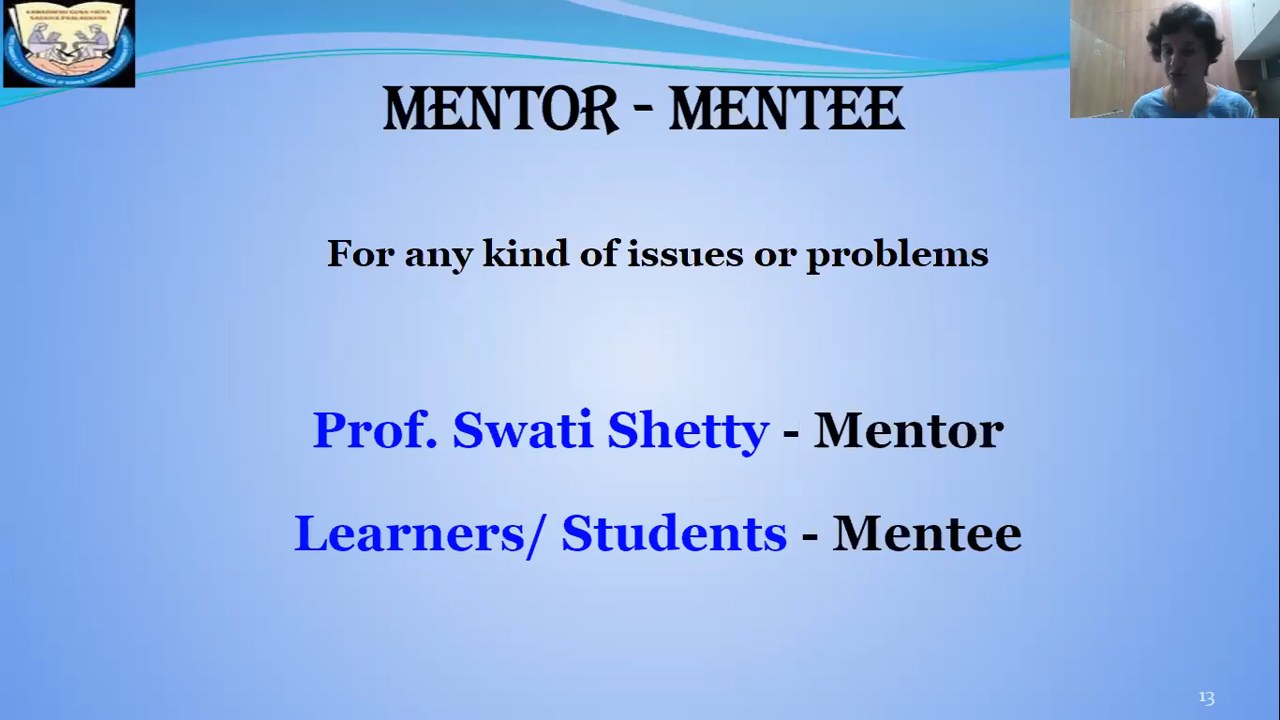 MENTOR - MENTEE
For any kind of issues or problems
Prof. Swati Shetty - Mentor
Learners/ Students - Mentee
13